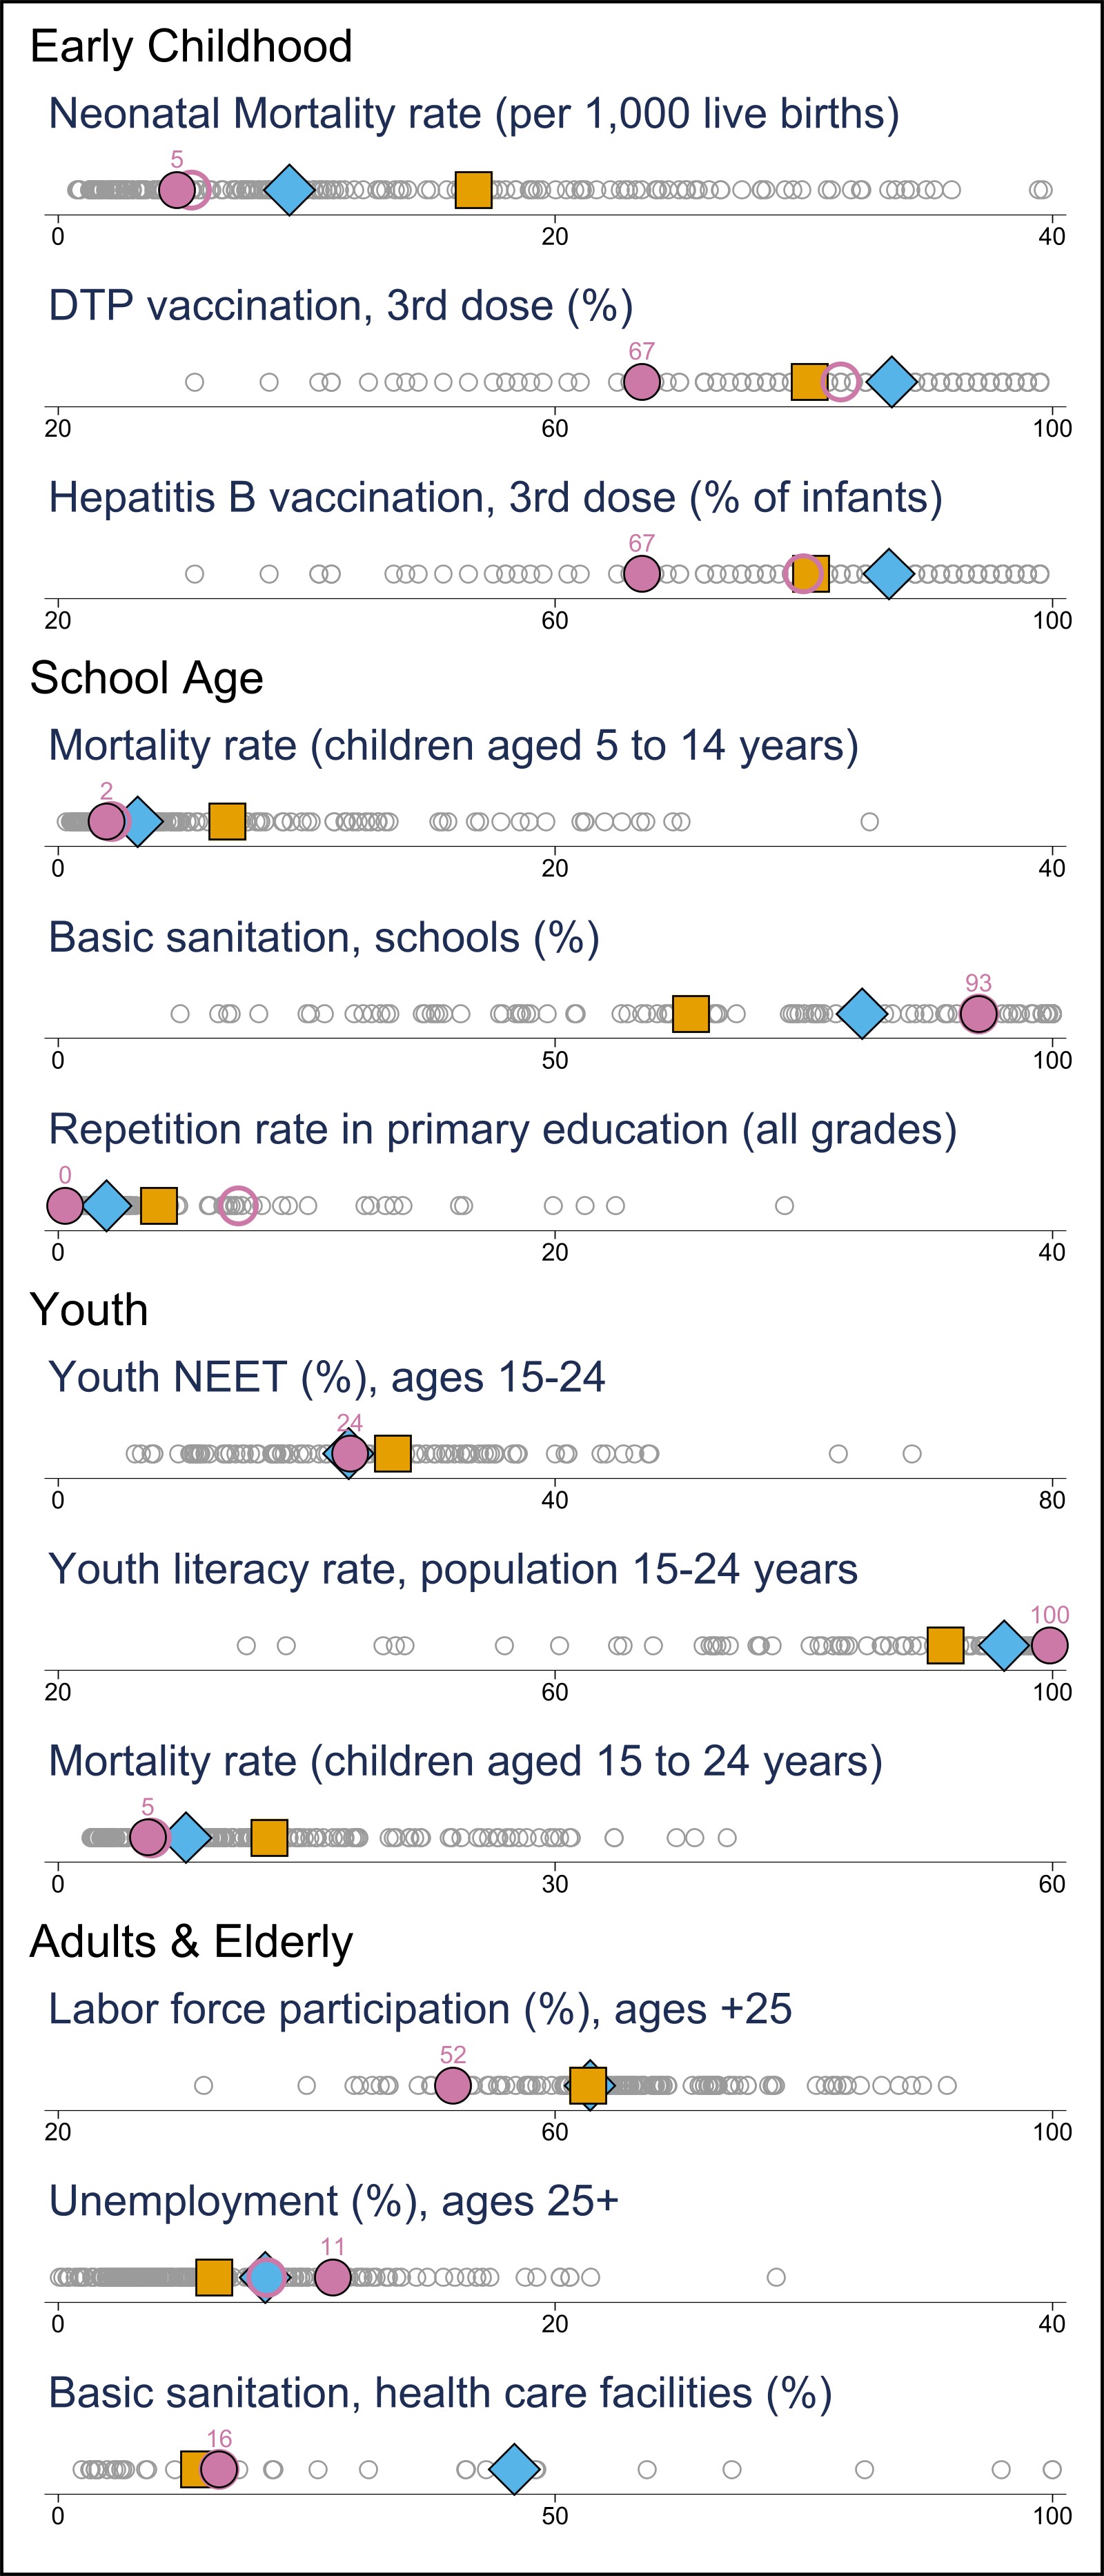 Early Childhood
Neonatal Mortality rate (per 1,000 live births)
5
0 20 40
DTP vaccination, 3rd dose (%)
67
20 60 100
Hepatitis B vaccination, 3rd dose (% of infants)
67
20 60 100
School Age
Mortality rate (children aged 5 to 14 years)
2
0 20 40
Basic sanitation, schools (%)
93
0 50 100
Repetition rate in primary education (all grades)
0
0 20 40
Youth
Youth NEET (%), ages 15-24
24
0 40 80
Youth literacy rate, population 15-24 years
100
20 60 100
Mortality rate (children aged 15 to 24 years)
5
0 30 60
Adults & Elderly
Labor force participation (%), ages +25
52
20 60 100
Unemployment (%), ages 25+
11
0 20 40
Basic sanitation, health care facilities (%)
16
0 50 100